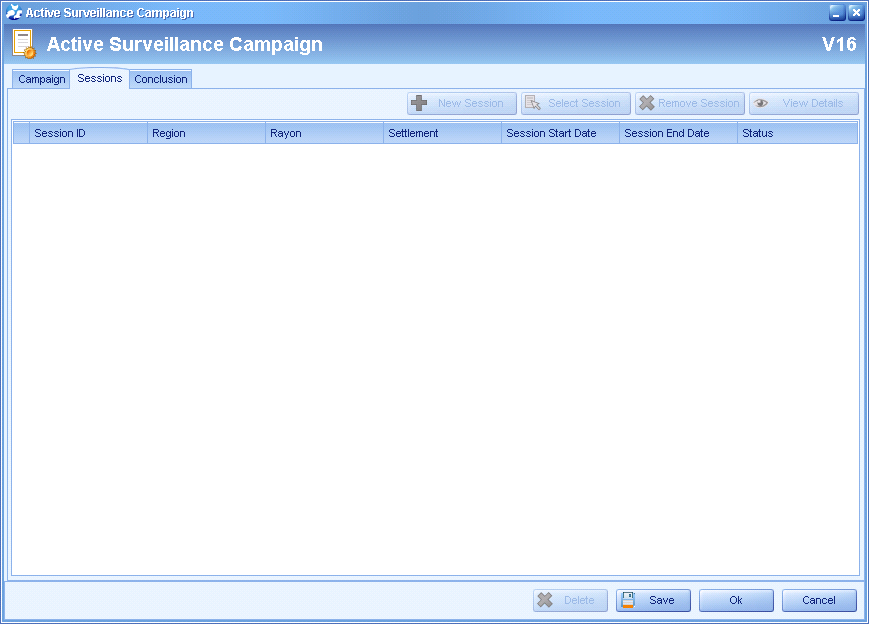 Active Surveillance Campaign
Active Surveillance Campaign V16
Campaign Sessions Conclusion
New Session Select Session Remove Session View Details
Session ID Region Rayon Settlement Session Start Date Session End Date Status
Delete Save Ok Cancel